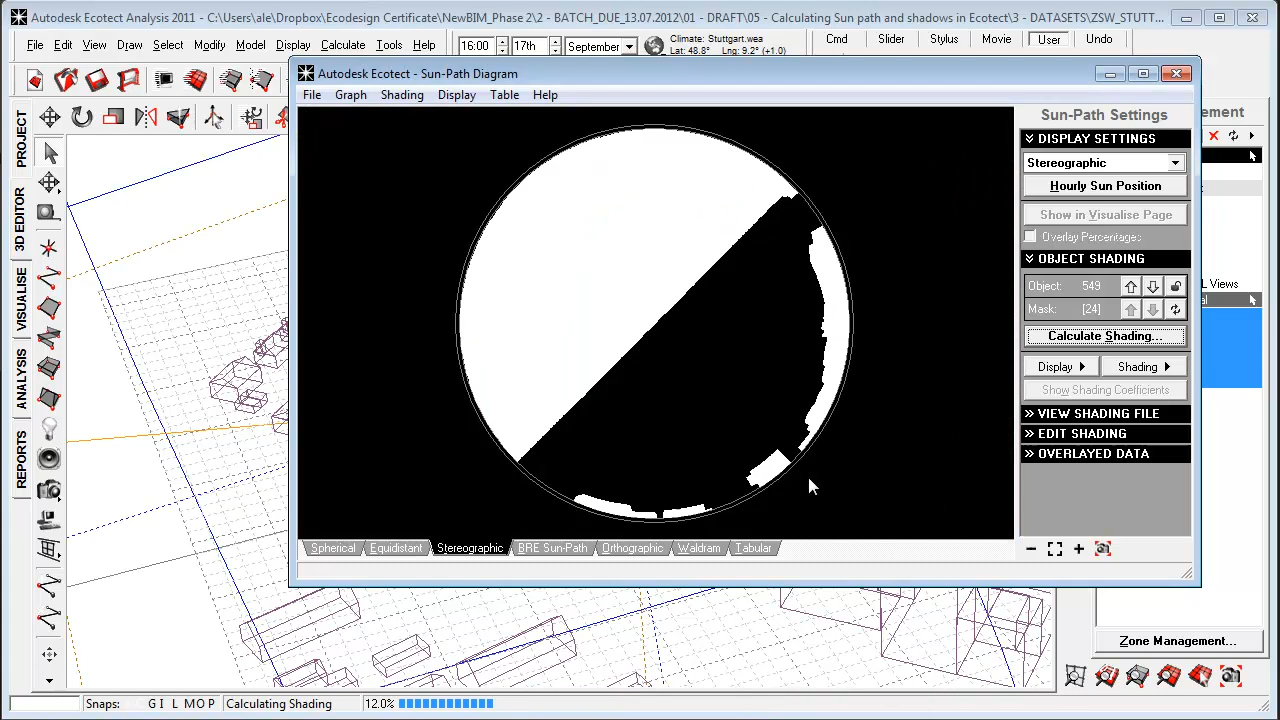 Autodesk Ecotect Analysis 2011 - C:\Users\ale\Dropbox\Ecodesign Certificate\NewBIM_Phase 2\2 - BATCH_DUE_13.07.2012\01 - DRAFT\05 - Calculating Sun path and shadows in Ecotect\3 - DATASETS\ZSW_STUTT...
File Edit View Draw Select Modify Model Display Calculate Tools Help
16:00 17th September
Climate: Stuttgart.wea
Lat: 48.8° Lng: 9.2° (+1.0)
Cmd Slider Stylus Movie User Undo
Autodesk Ecotect - Sun-Path Diagram
File Graph Shading Display Table Help
PROJECT
3D EDITOR
VISUALISE
ANALYSIS
REPORTS
Sun-Path Settings
DISPLAY SETTINGS
Stereographic
Hourly Sun Position
Show in Visualise Page
Overlay Percentages
OBJECT SHADING
Object: 549
Mask: [24]
Calculate Shading...
Display Shading
Show Shading Coefficients
VIEW SHADING FILE
EDIT SHADING
OVERLAYED DATA
Spherical Equidistant Stereographic BRE Sun-Path Orthographic Waldram Tabular
L Views
Zone Management...
Snaps: G I L M O P Calculating Shading 12.0%